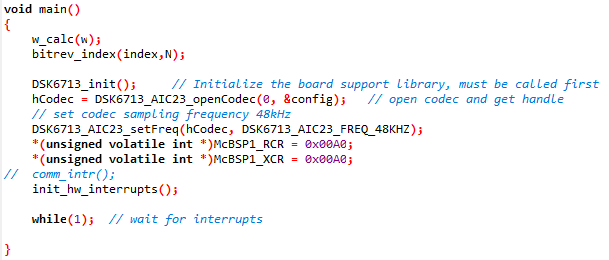 void main()
{
    w_calc(w);
    bitrev_index(index,N);

    DSK6713_init();     // Initialize the board support library, must be called first
    hCodec = DSK6713_AIC23_openCodec(0, &config);   // open codec and get handle
    // set codec sampling frequency 48kHz
    DSK6713_AIC23_setFreq(hCodec, DSK6713_AIC23_FREQ_48KHZ);
    *(unsigned volatile int *)McBSP1_RCR = 0x00A0;
    *(unsigned volatile int *)McBSP1_XCR = 0x00A0;
//  comm_intr();
    init_hw_interrupts();

    while(1);  // wait for interrupts

}